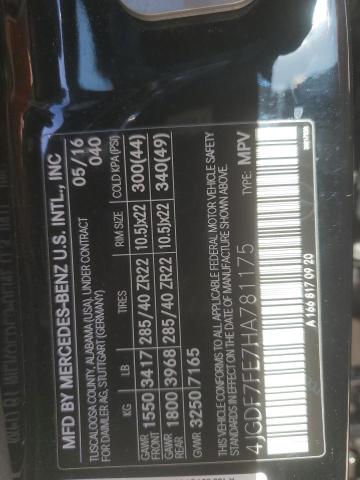 MFD BY MERCEDES-BENZ U.S. INTL., INC
TUSCALOOSA COUNTY, ALABAMA (USA), UNDER CONTRACT 05/16
FOR DAIMLER AG, STUTTGART (GERMANY) 040
KG LB TIRES RIM SIZE COLD KPA(PSI)
GAWR FRONT 1550 3417 285/40 ZR22 10.5Jx22 300(44)
GAWR REAR 1800 3968 285/40 ZR22 10.5Jx22 340(49)
GVWR 3250 7165
THIS VEHICLE CONFORMS TO ALL APPLICABLE FEDERAL MOTOR VEHICLE SAFETY
STANDARDS IN EFFECT ON THE DATE OF MANUFACTURE SHOWN ABOVE.
4JGDF7FE7HA781175 TYPE: MPV
A 166 817 09 20